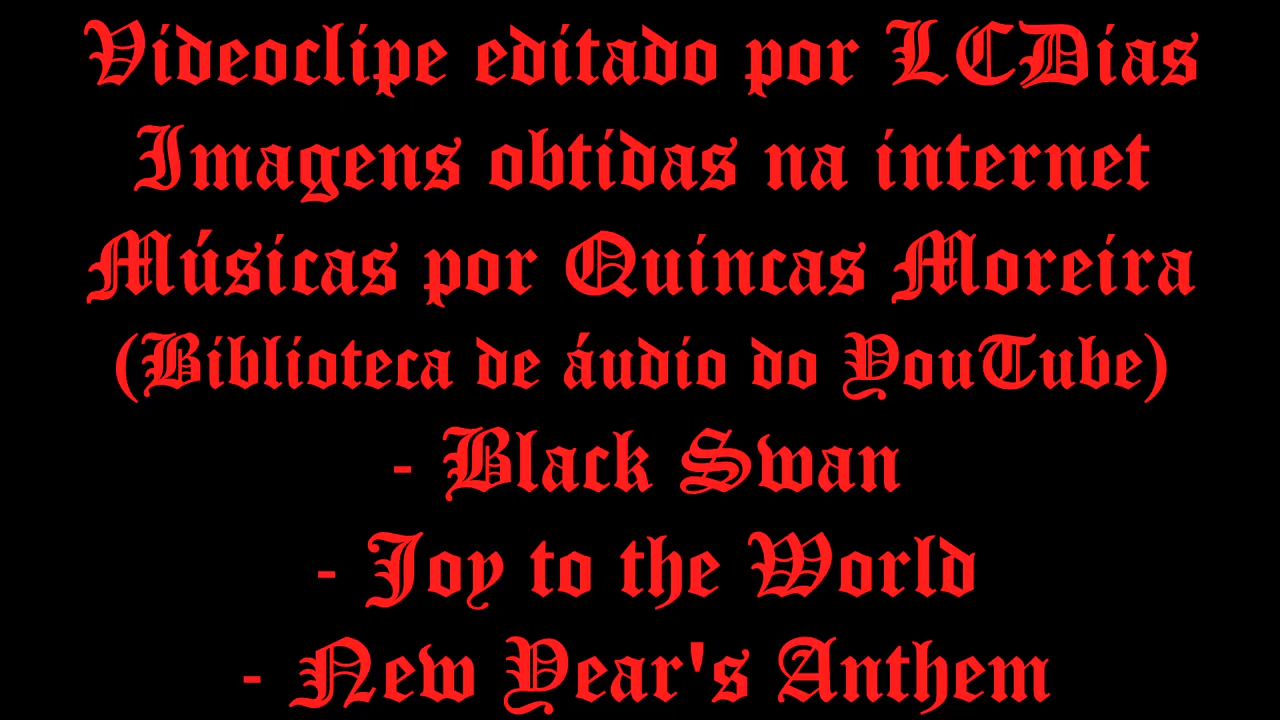 Videoclipe editado por LCDias
Imagens obtidas na internet
Músicas por Quincas Moreira
(Biblioteca de áudio do YouTube)
- Black Swan
- Joy to the World
- New Year's Anthem